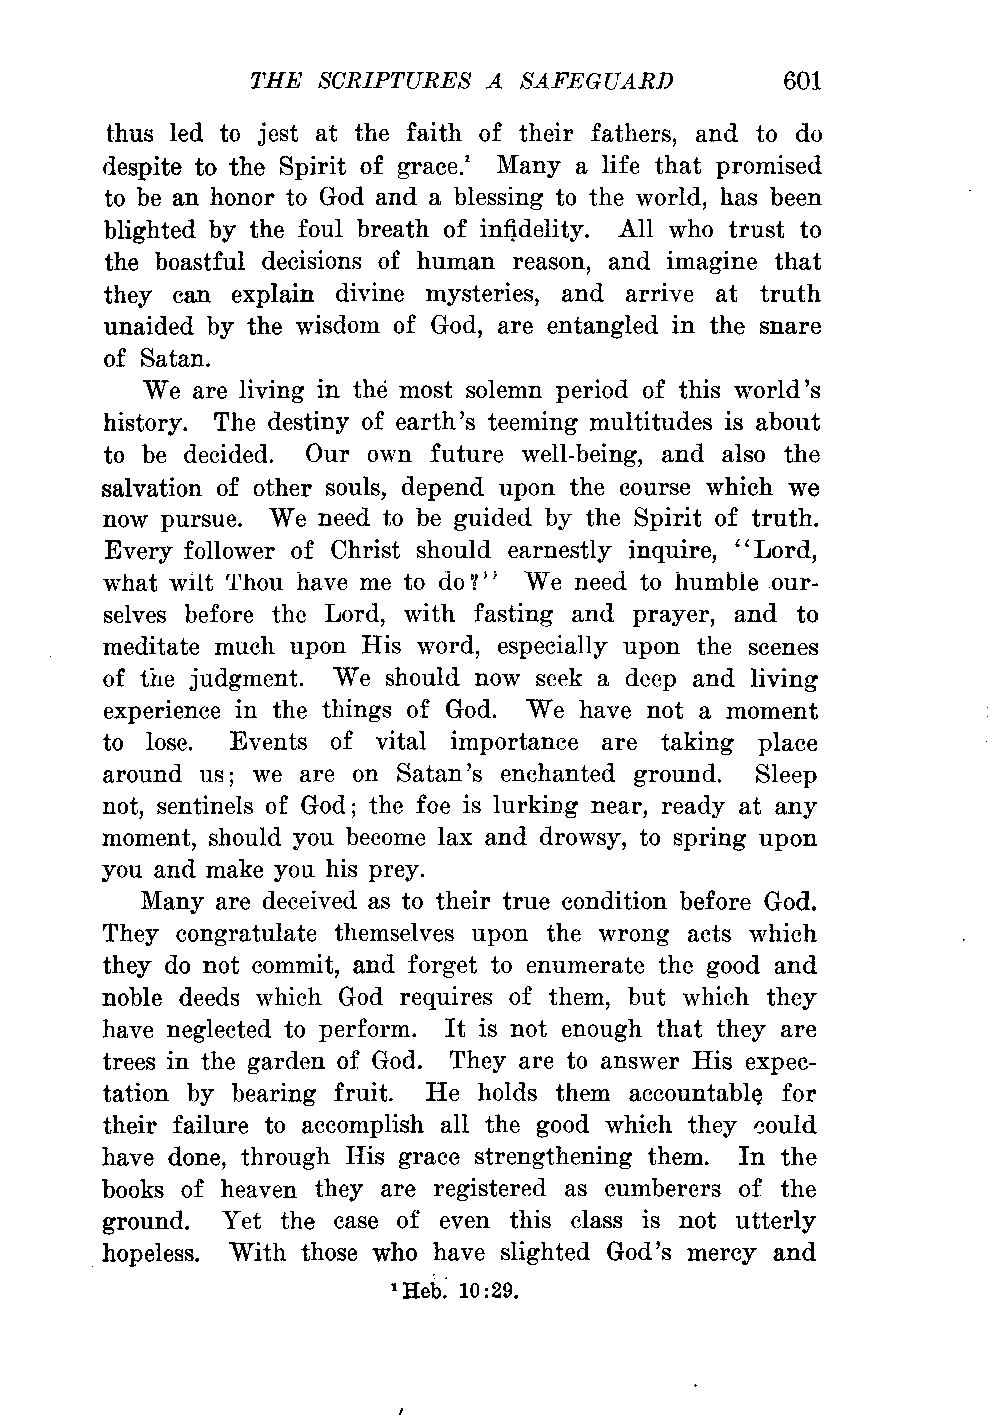 THE SCRIPTURES A SAFEGUARD 601
thus led to jest at the faith of their fathers, and to do
despite to the Spirit of grace.¹ Many a life that promised
to be an honor to God and a blessing to the world, has been
blighted by the foul breath of infidelity. All who trust to
the boastful decisions of human reason, and imagine that
they can explain divine mysteries, and arrive at truth
unaided by the wisdom of God, are entangled in the snare
of Satan.
We are living in the most solemn period of this world's
history. The destiny of earth's teeming multitudes is about
to be decided. Our own future well-being, and also the
salvation of other souls, depend upon the course which we
now pursue. We need to be guided by the Spirit of truth.
Every follower of Christ should earnestly inquire, "Lord,
what wilt Thou have me to do?" We need to humble our-
selves before the Lord, with fasting and prayer, and to
meditate much upon His word, especially upon the scenes
of the judgment. We should now seek a deep and living
experience in the things of God. We have not a moment
to lose. Events of vital importance are taking place
around us; we are on Satan's enchanted ground. Sleep
not, sentinels of God; the foe is lurking near, ready at any
moment, should you become lax and drowsy, to spring upon
you and make you his prey.
Many are deceived as to their true condition before God.
They congratulate themselves upon the wrong acts which
they do not commit, and forget to enumerate the good and
noble deeds which God requires of them, but which they
have neglected to perform. It is not enough that they are
trees in the garden of God. They are to answer His expec-
tation by bearing fruit. He holds them accountable for
their failure to accomplish all the good which they could
have done, through His grace strengthening them. In the
books of heaven they are registered as cumberers of the
ground. Yet the case of even this class is not utterly
hopeless. With those who have slighted God's mercy and
¹ Heb. 10:29.